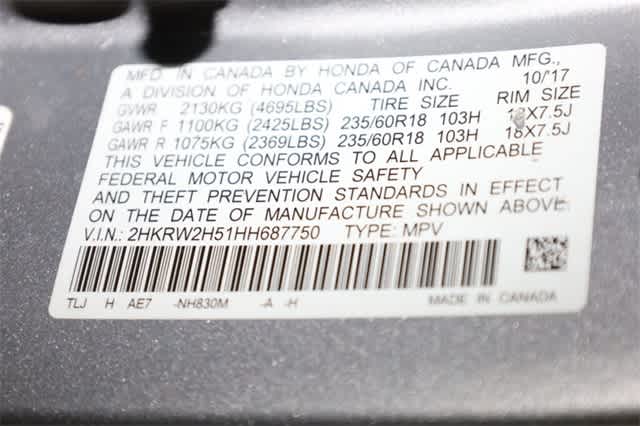 MFD. IN CANADA BY HONDA OF CANADA MFG.,
A DIVISION OF HONDA CANADA INC. 10/17
GVWR 2130KG (4695LBS) TIRE SIZE RIM SIZE
GAWR F 1100KG (2425LBS) 235/60R18 103H 18X7.5J
GAWR R 1075KG (2369LBS) 235/60R18 103H 18X7.5J
THIS VEHICLE CONFORMS TO ALL APPLICABLE
FEDERAL MOTOR VEHICLE SAFETY
AND THEFT PREVENTION STANDARDS IN EFFECT
ON THE DATE OF MANUFACTURE SHOWN ABOVE.
V.I.N.: 2HKRW2H51HH687750 TYPE: MPV
TLJ H AE7 -NH830M -A -H MADE IN CANADA